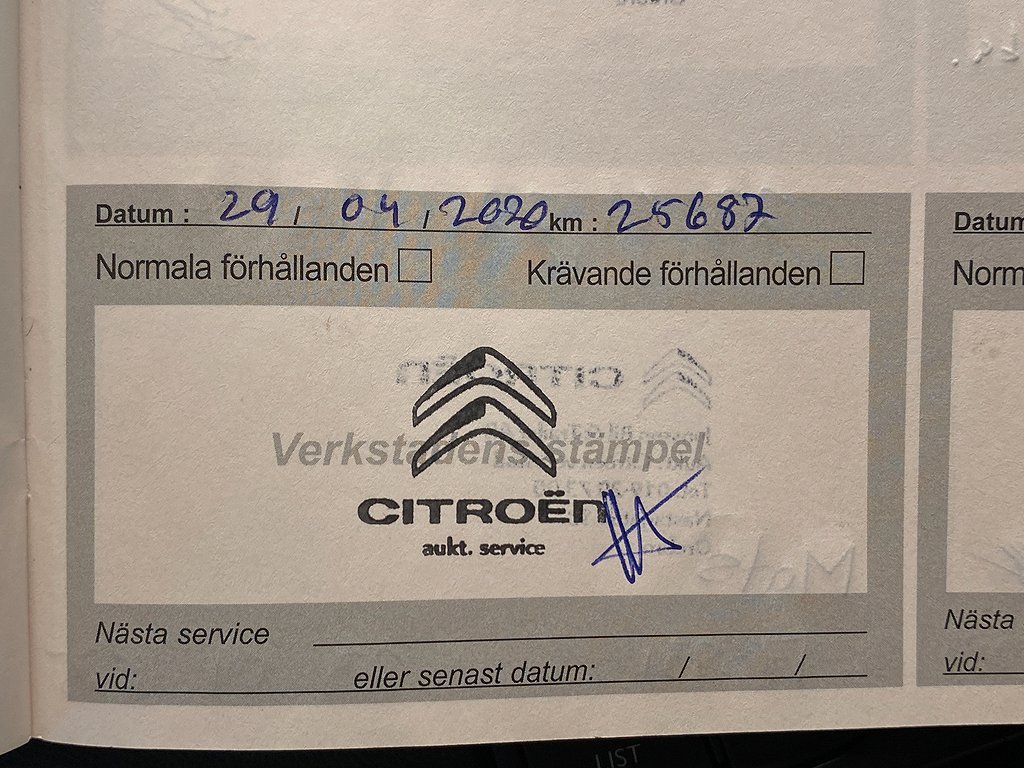 Datum : 29, 04, 2020 km : 25687
Normala förhållanden Krävande förhållanden
Verkstadens stämpel
CITROËN
aukt. service
Nästa service
vid: eller senast datum: / /
Datum
Norm
Nästa
vid:
LIST